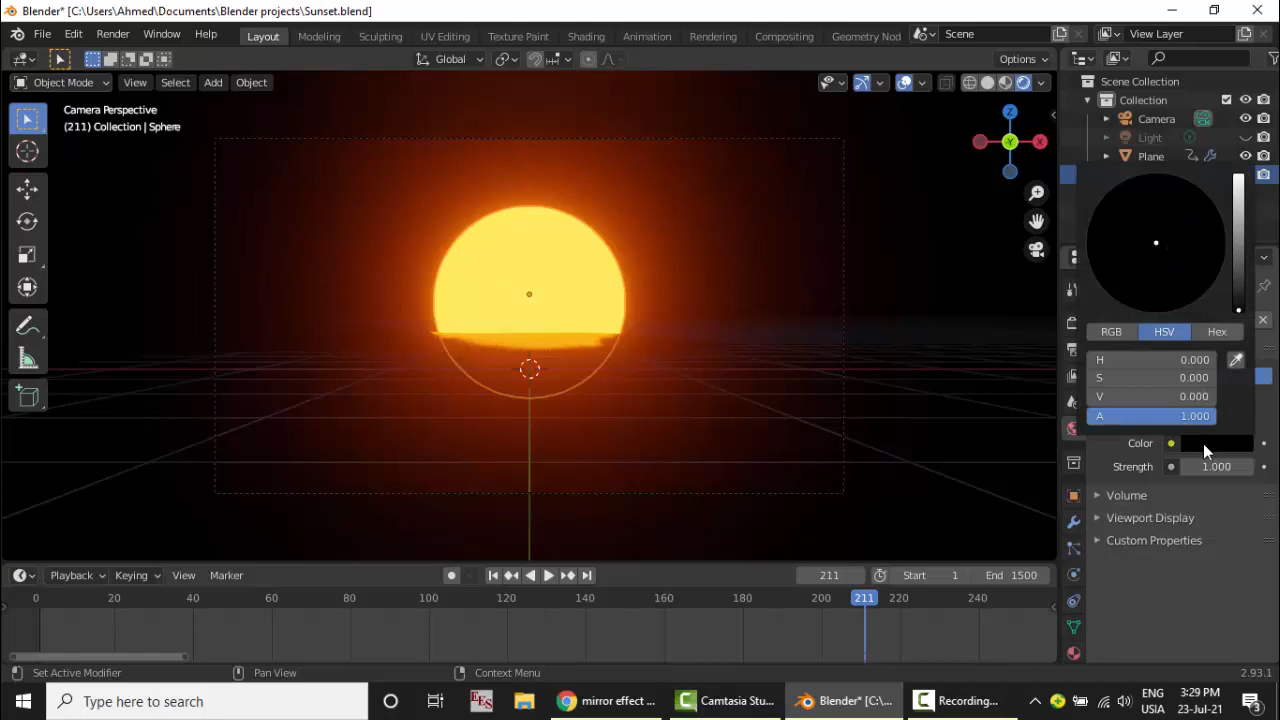 Blender* [C:\Users\Ahmed\Documents\Blender projects\Sunset.blend]
File Edit Render Window Help Layout Modeling Sculpting UV Editing Texture Paint Shading Animation Rendering Compositing Geometry Nod Scene View Layer
Global Options
Object Mode View Select Add Object
Scene Collection
Camera Perspective
Collection
(211) Collection | Sphere
Camera
Light
Plane
Z
Y
X
RGB HSV Hex
H 0.000
S 0.000
V 0.000
A 1.000
Color
Strength 1.000
Volume
Viewport Display
Custom Properties
Playback Keying View Marker 211 Start 1 End 1500
0 20 40 60 80 100 120 140 160 180 200 211 220 240
Set Active Modifier Pan View Context Menu 2.93.1
Type here to search EES mirror effect ... Camtasia Stu... Blender* [C:\... Recording... ENG 3:29 PM
USIA 23-Jul-21 3